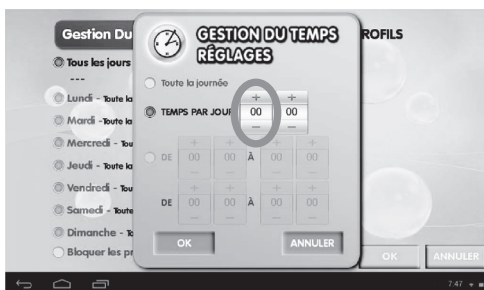 Gestion Du
ROFILS
Tous les jours
---
Lundi - Toute la
Mardi - Toute la
Mercredi - Tou
Jeudi - Toute la
Vendredi - Tou
Samedi - Toute
Dimanche - To
Bloquer les pr
GESTION DU TEMPS
RÉGLAGES
Toute la journée
TEMPS PAR JOUR
+ +
00 00
- -
+ + + +
DE 00 00 À 00 00
- - - -
+ + + +
DE 00 00 À 00 00
- - - -
OK ANNULER
OK ANNULER
7:47